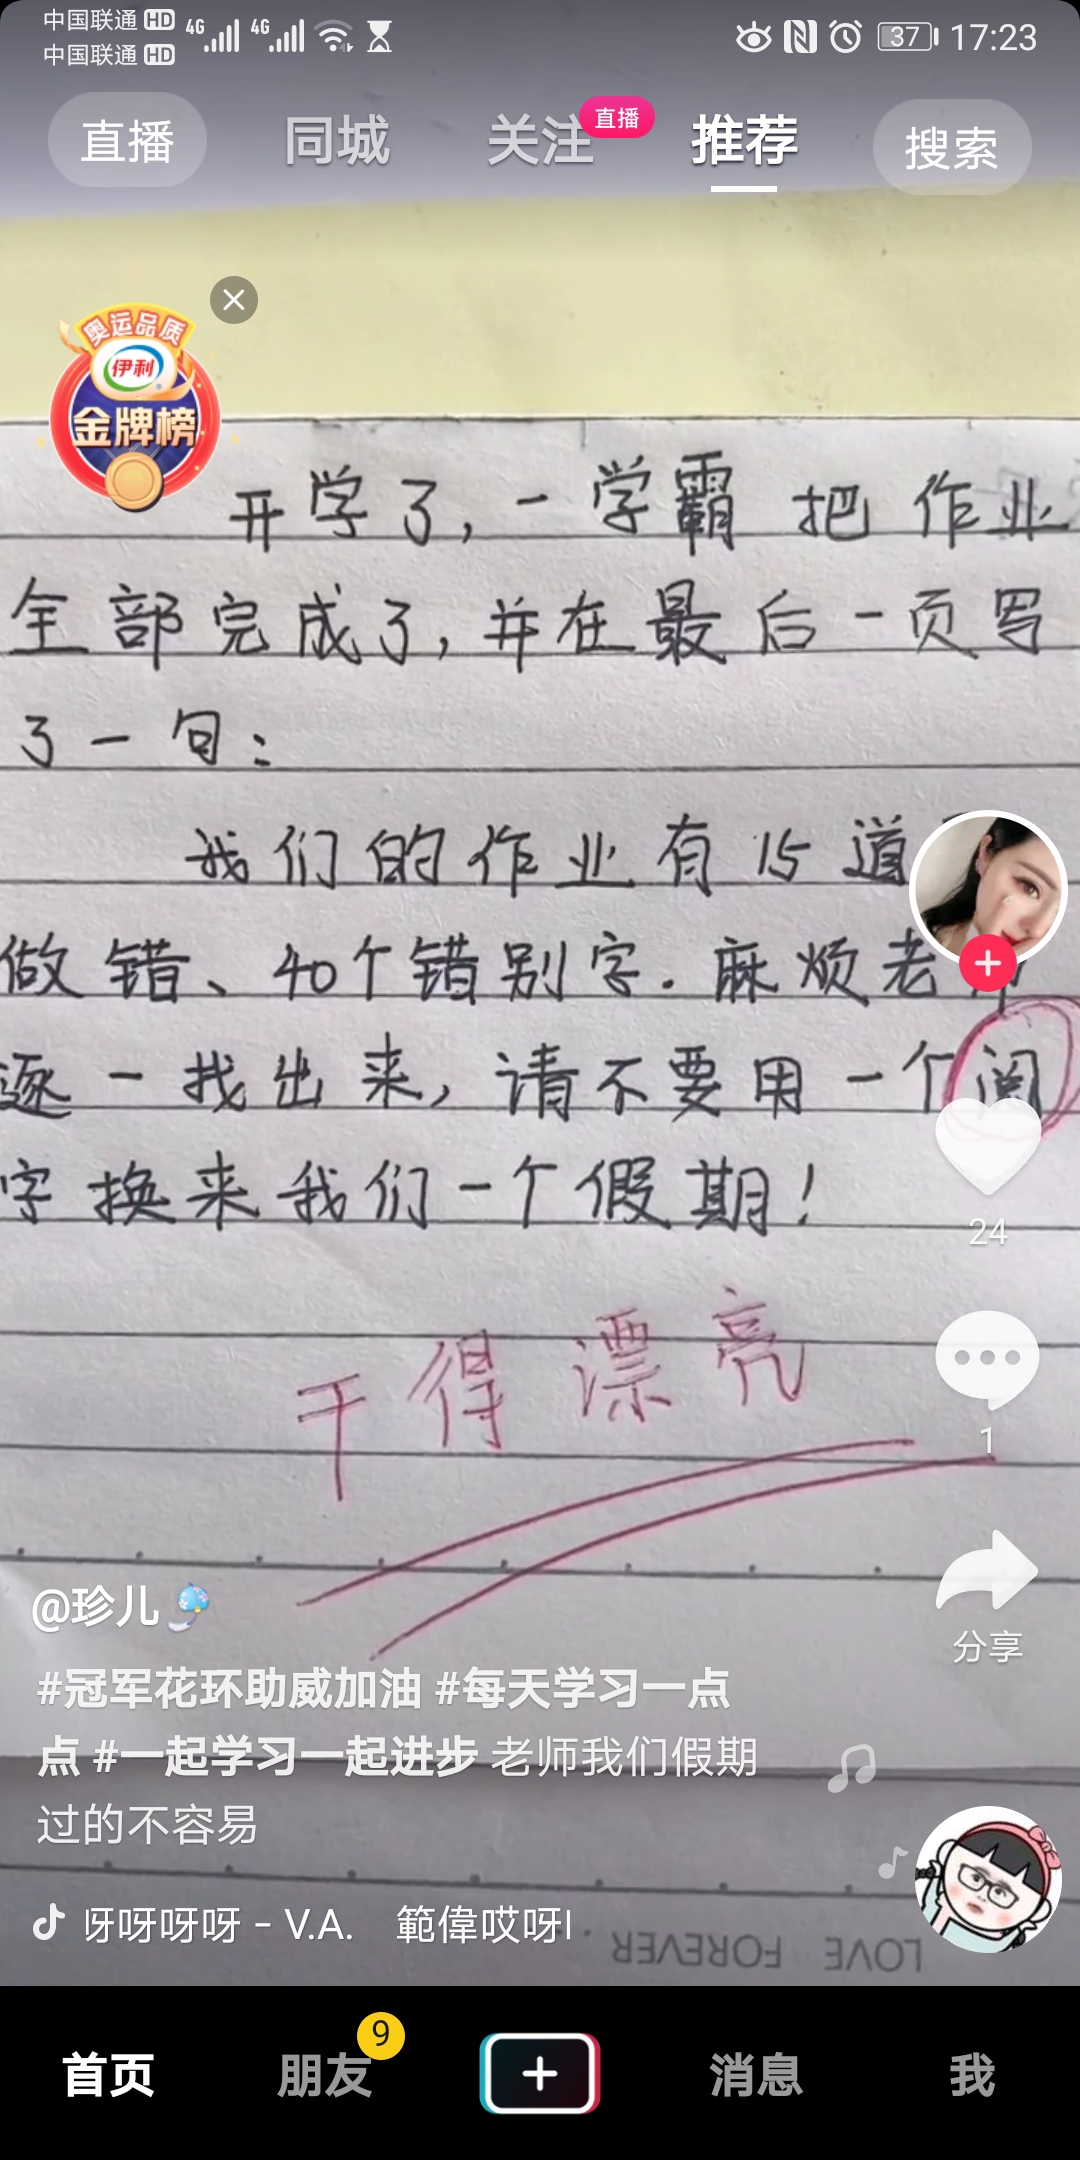 中国联通 HD 4G 4G 37 17:23
中国联通 HD
直播 同城 关注 直播 推荐 搜索
奥运品质
伊利
金牌榜
开学了,一学霸把作业
全部完成了,并在最后一页写
了一句:
我们的作业有15道
做错、40个错别字.麻烦老
逐一找出来,请不要用一个阅
字换来我们一个假期!
干得漂亮
24
1
分享
@珍儿
#冠军花环助威加油 #每天学习一点
点 #一起学习一起进步 老师我们假期
过的不容易
呀呀呀呀 - V.A. 範偉哎呀
LOVE FOREVER
首页 朋友 9 消息 我